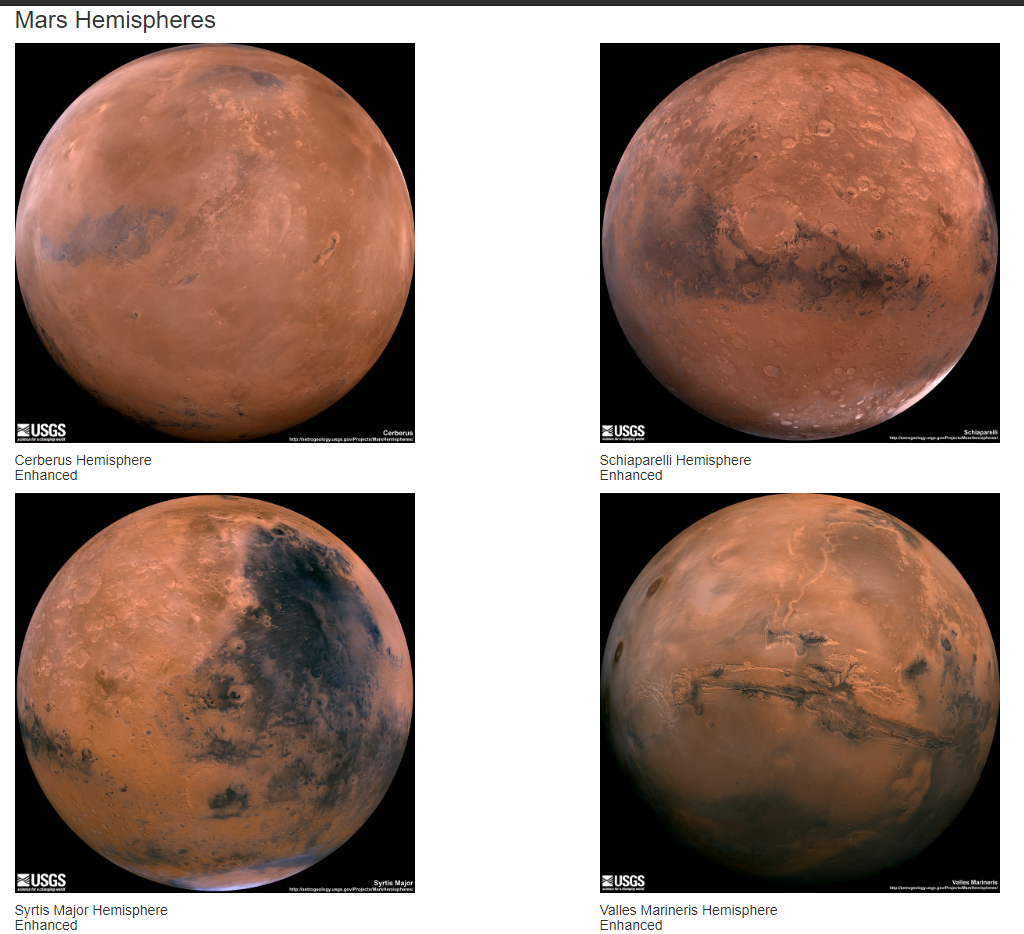 Mars Hemispheres
USGS
science for a changing world
Cerberus
http://astrogeology.usgs.gov/Projects/MarsHemispheres/
USGS
science for a changing world
Schiaparelli
http://astrogeology.usgs.gov/Projects/MarsHemispheres/
Cerberus Hemisphere
Enhanced
Schiaparelli Hemisphere
Enhanced
USGS
science for a changing world
Syrtis Major
http://astrogeology.usgs.gov/Projects/MarsHemispheres/
USGS
science for a changing world
Valles Marineris
http://astrogeology.usgs.gov/Projects/MarsHemispheres/
Syrtis Major Hemisphere
Enhanced
Valles Marineris Hemisphere
Enhanced